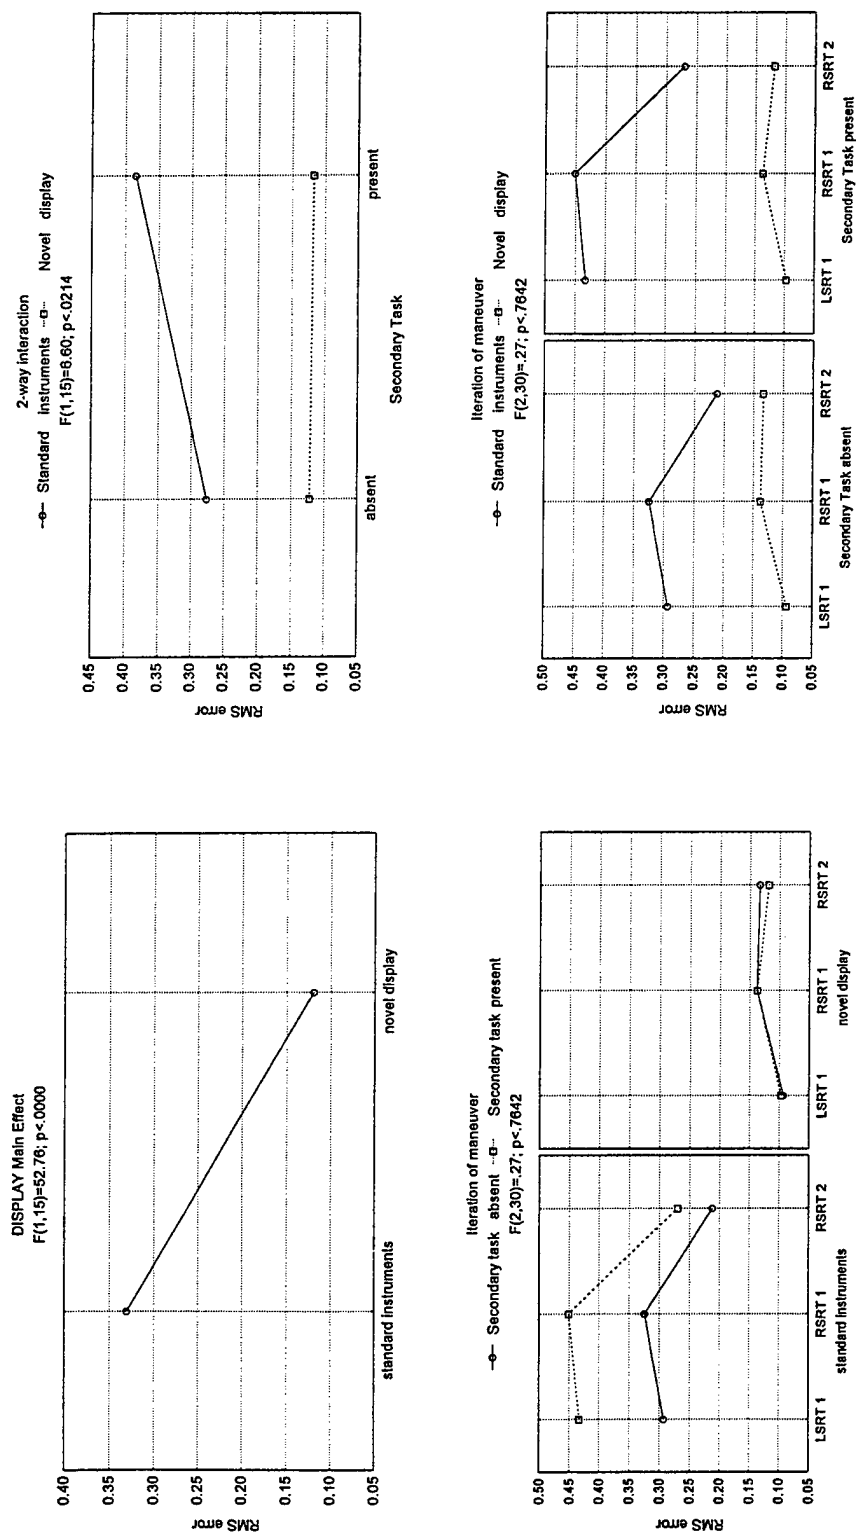 DISPLAY Main Effect
F(1,15)=52.76; p<.0000
0.40
0.35
0.30
0.25
0.20
0.15
0.10
0.05
RMS error
standard instruments novel display
2-way interaction
Standard Instruments Novel display
F(1,15)=6.60; p<.0214
0.45
0.40
0.35
0.30
0.25
0.20
0.15
0.10
0.05
RMS error
absent present
Secondary Task
Iteration of maneuver
Secondary task absent Secondary task present
F(2,30)=.27; p<.7642
0.50
0.45
0.40
0.35
0.30
0.25
0.20
0.15
0.10
0.05
RMS error
LSRT 1 RSRT 1 RSRT 2 LSRT 1 RSRT 1 RSRT 2
standard Instruments novel display
Iteration of maneuver
Standard instruments Novel display
F(2,30)=.27; p<.7642
0.50
0.45
0.40
0.35
0.30
0.25
0.20
0.15
0.10
0.05
RMS error
LSRT 1 RSRT 1 RSRT 2 LSRT 1 RSRT 1 RSRT 2
Secondary Task absent Secondary Task present